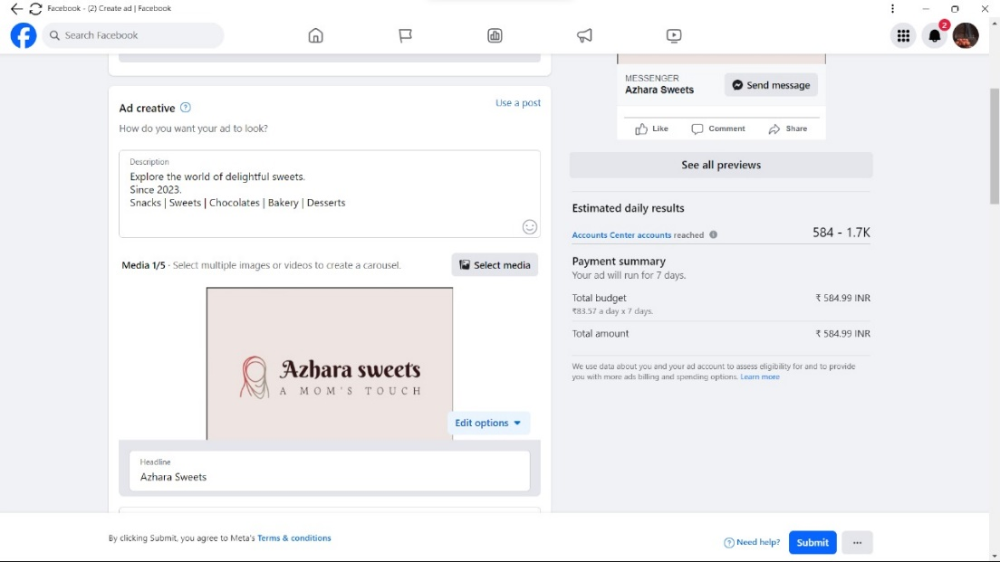 Facebook - (2) Create ad | Facebook
Search Facebook
2
Ad creative
Use a post
How do you want your ad to look?
Description
Explore the world of delightful sweets.
Since 2023.
Snacks | Sweets | Chocolates | Bakery | Desserts
Media 1/5 · Select multiple images or videos to create a carousel.
Select media
Azhara sweets
A MOM'S TOUCH
Edit options
Headline
Azhara Sweets
MESSENGER
Azhara Sweets
Send message
Like
Comment
Share
See all previews
Estimated daily results
Accounts Center accounts reached
584 - 1.7K
Payment summary
Your ad will run for 7 days.
Total budget
₹ 584.99 INR
₹83.57 a day x 7 days.
Total amount
₹ 584.99 INR
We use data about you and your ad account to assess eligibility for and to provide
you with more ads billing and spending options. Learn more
By clicking Submit, you agree to Meta's Terms & conditions
Need help?
Submit
...